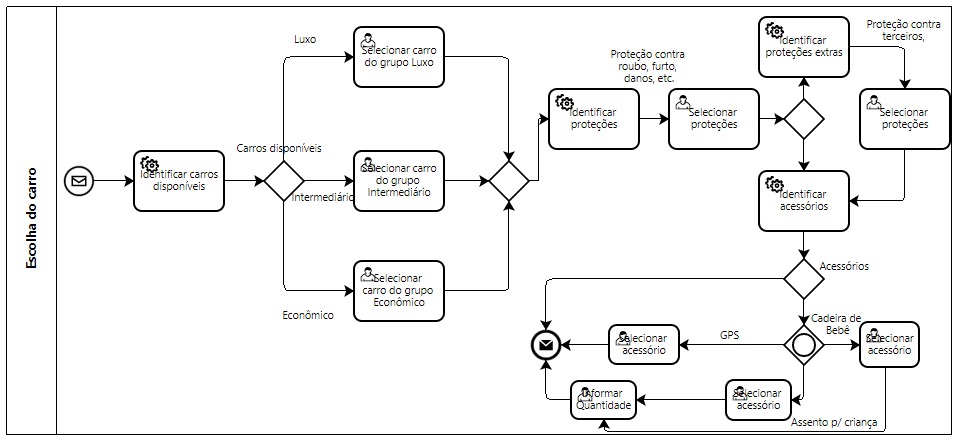 Escolha do carro
Identificar carros
disponíveis
Carros disponíveis
Luxo
Selecionar carro
do grupo Luxo
Intermediário
Selecionar carro
do grupo
Intermediário
Econômico
Selecionar
carro do grupo
Econômico
Identificar
proteções
Proteção contra
roubo, furto,
danos, etc.
Selecionar
proteções
Identificar
proteções extras
Proteção contra
terceiros,
Selecionar
proteções
Identificar
acessórios
Acessórios
Cadeira de
Bebê
Selecionar
acessório
GPS
Selecionar
acessório
Selecionar
acessório
Informar
Quantidade
Assento p/ criança